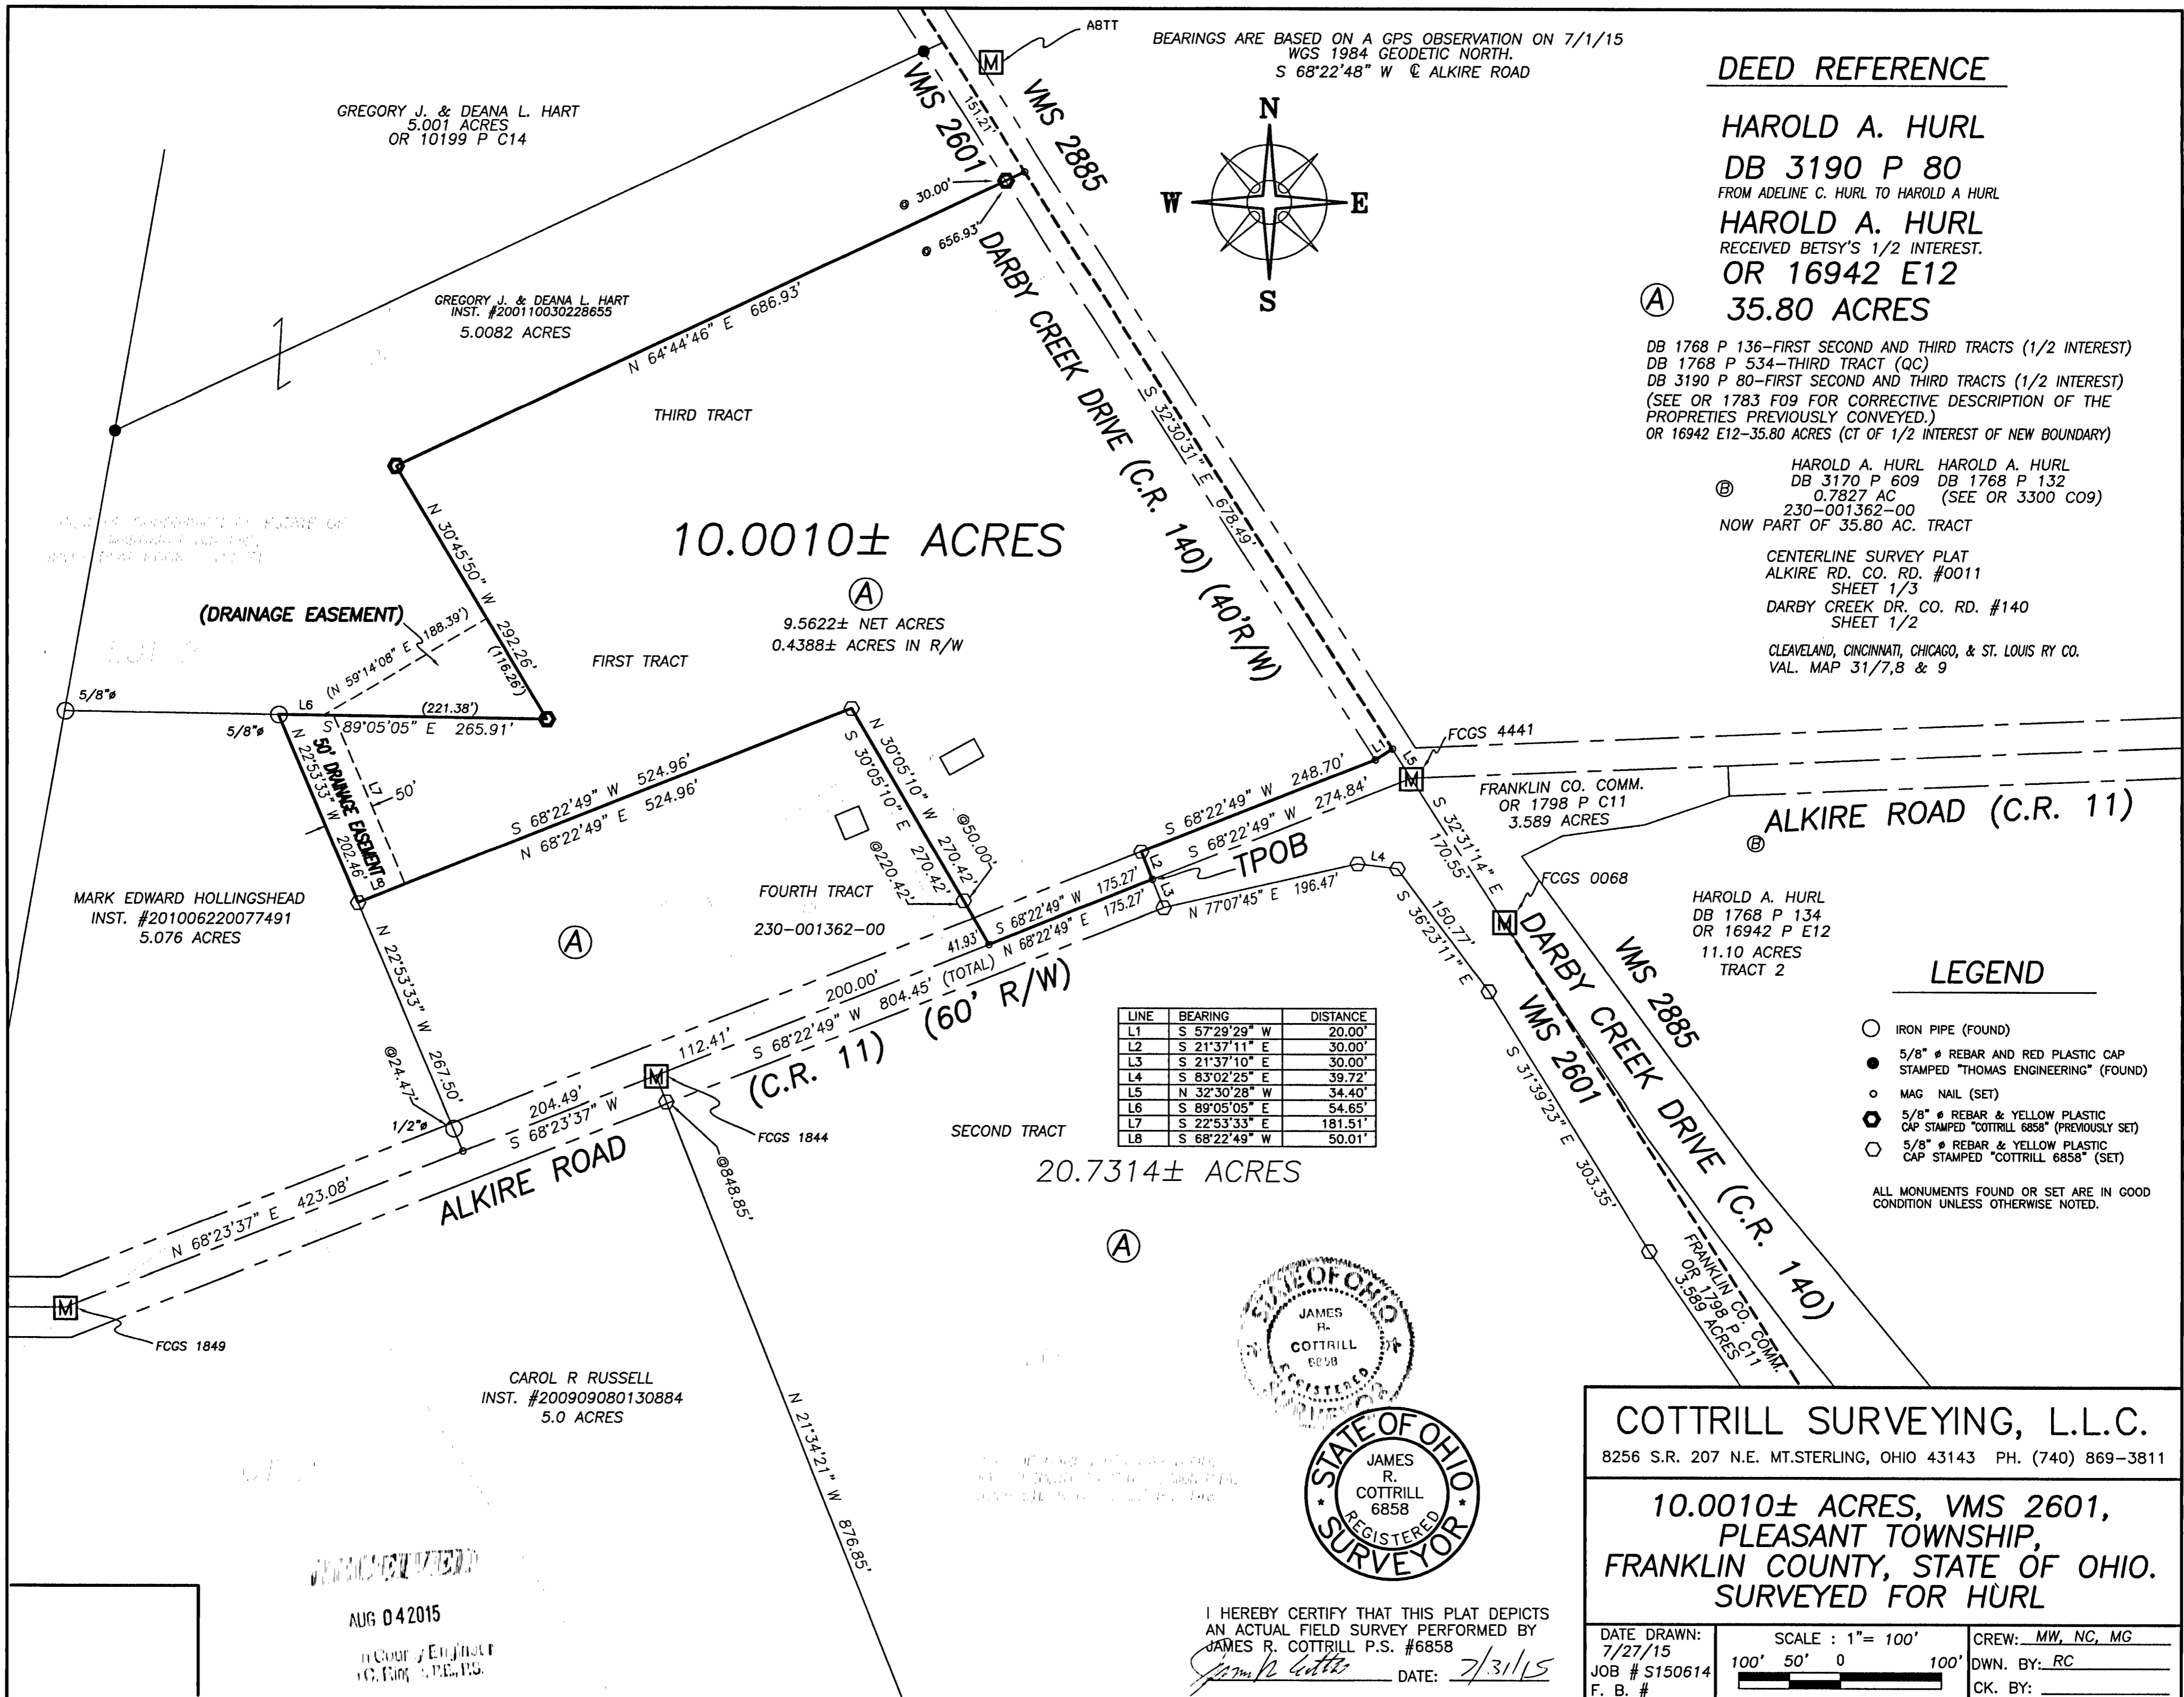 A8TT
BEARINGS ARE BASED ON A GPS OBSERVATION ON 7/1/15
WGS 1984 GEODETIC NORTH.
S 68°22'48" W ℄ ALKIRE ROAD
N
W
E
S
GREGORY J. & DEANA L. HART
5.001 ACRES
OR 10199 P C14
VMS 2601
151.21'
VMS 2885
M
@ 30.00'
@ 656.93'
GREGORY J. & DEANA L. HART
INST. #200110030228655
5.0082 ACRES
N 64°44'46" E 686.93'
THIRD TRACT
DARBY CREEK DRIVE (C.R. 140) (40'R/W)
S 32°30'31" E 678.49'
N 30°45'50" W 292.26'
(116.26')
10.0010± ACRES
A
9.5622± NET ACRES
0.4388± ACRES IN R/W
(DRAINAGE EASEMENT)
(N 59°14'08" E 188.39')
FIRST TRACT
5/8"ø
5/8"ø
L6
(221.38')
S 89°05'05" E 265.91'
N 22°53'33" W 202.46'
50' DRAINAGE EASEMENT
L7
50'
L8
S 68°22'49" W 524.96'
N 68°22'49" E 524.96'
N 30°05'10" W 270.42'
S 30°05'10" E 270.42'
@50.00'
@220.42'
S 68°22'49" W 248.70'
S 68°22'49" W 274.84'
L1
L5
M
FCGS 4441
L2
TPOB
L3
FRANKLIN CO. COMM.
OR 1798 P C11
3.589 ACRES
ALKIRE ROAD (C.R. 11)
B
MARK EDWARD HOLLINGSHEAD
INST. #201006220077491
5.076 ACRES
A
FOURTH TRACT
230-001362-00
41.93'
S 68°22'49" W 175.27'
N 68°22'49" E 175.27'
N 77°07'45" E 196.47'
L4
S 32°31'14" E
170.55'
150.77'
S 36°23'11" E
FCGS 0068
M
HAROLD A. HURL
DB 1768 P 134
OR 16942 P E12
11.10 ACRES
TRACT 2
N 22°53'33" W 267.50'
@24.47'
1/2"ø
200.00'
112.41'
204.49'
S 68°22'49" W 804.45' (TOTAL)
(C.R. 11) (60' R/W)
S 68°23'37" W
M
FCGS 1844
ALKIRE ROAD
N 68°23'37" E 423.08'
M
FCGS 1849
@848.85'
N 21°34'21" W 876.85'
CAROL R RUSSELL
INST. #200909080130884
5.0 ACRES
SECOND TRACT
20.7314± ACRES
A
LINE BEARING DISTANCE
L1 S 57°29'29" W 20.00'
L2 S 21°37'11" E 30.00'
L3 S 21°37'10" E 30.00'
L4 S 83°02'25" E 39.72'
L5 N 32°30'28" W 34.40'
L6 S 89°05'05" E 54.65'
L7 S 22°53'33" E 181.51'
L8 S 68°22'49" W 50.01'
VMS 2885
DARBY CREEK DRIVE (C.R. 140)
VMS 2601
S 31°39'23" E 303.35'
FRANKLIN CO. COMM.
OR 1798 P C11
3.589 ACRES
DEED REFERENCE
HAROLD A. HURL
DB 3190 P 80
FROM ADELINE C. HURL TO HAROLD A HURL
HAROLD A. HURL
RECEIVED BETSY'S 1/2 INTEREST.
OR 16942 E12
A 35.80 ACRES
DB 1768 P 136-FIRST SECOND AND THIRD TRACTS (1/2 INTEREST)
DB 1768 P 534-THIRD TRACT (QC)
DB 3190 P 80-FIRST SECOND AND THIRD TRACTS (1/2 INTEREST)
(SEE OR 1783 F09 FOR CORRECTIVE DESCRIPTION OF THE
PROPRETIES PREVIOUSLY CONVEYED.)
OR 16942 E12-35.80 ACRES (CT OF 1/2 INTEREST OF NEW BOUNDARY)
HAROLD A. HURL HAROLD A. HURL
B DB 3170 P 609 DB 1768 P 132
0.7827 AC (SEE OR 3300 C09)
230-001362-00
NOW PART OF 35.80 AC. TRACT
CENTERLINE SURVEY PLAT
ALKIRE RD. CO. RD. #0011
SHEET 1/3
DARBY CREEK DR. CO. RD. #140
SHEET 1/2
CLEAVELAND, CINCINNATI, CHICAGO, & ST. LOUIS RY CO.
VAL. MAP 31/7,8 & 9
LEGEND
IRON PIPE (FOUND)
5/8" ø REBAR AND RED PLASTIC CAP
STAMPED "THOMAS ENGINEERING" (FOUND)
MAG NAIL (SET)
5/8" ø REBAR & YELLOW PLASTIC
CAP STAMPED "COTTRILL 6858" (PREVIOUSLY SET)
5/8" ø REBAR & YELLOW PLASTIC
CAP STAMPED "COTTRILL 6858" (SET)
ALL MONUMENTS FOUND OR SET ARE IN GOOD
CONDITION UNLESS OTHERWISE NOTED.
STATE OF OHIO
JAMES
R.
COTTRILL
6858
REGISTERED
STATE OF OHIO
JAMES
R.
COTTRILL
6858
REGISTERED
SURVEYOR
RECEIVED
AUG 04 2015
I HEREBY CERTIFY THAT THIS PLAT DEPICTS
AN ACTUAL FIELD SURVEY PERFORMED BY
JAMES R. COTTRILL P.S. #6858
DATE: 7/31/15
COTTRILL SURVEYING, L.L.C.
8256 S.R. 207 N.E. MT.STERLING, OHIO 43143 PH. (740) 869-3811
10.0010± ACRES, VMS 2601,
PLEASANT TOWNSHIP,
FRANKLIN COUNTY, STATE OF OHIO.
SURVEYED FOR HURL
DATE DRAWN:
7/27/15
JOB # S150614
F. B. #
SCALE : 1"= 100'
100' 50' 0 100'
CREW: MW, NC, MG
DWN. BY: RC
CK. BY: